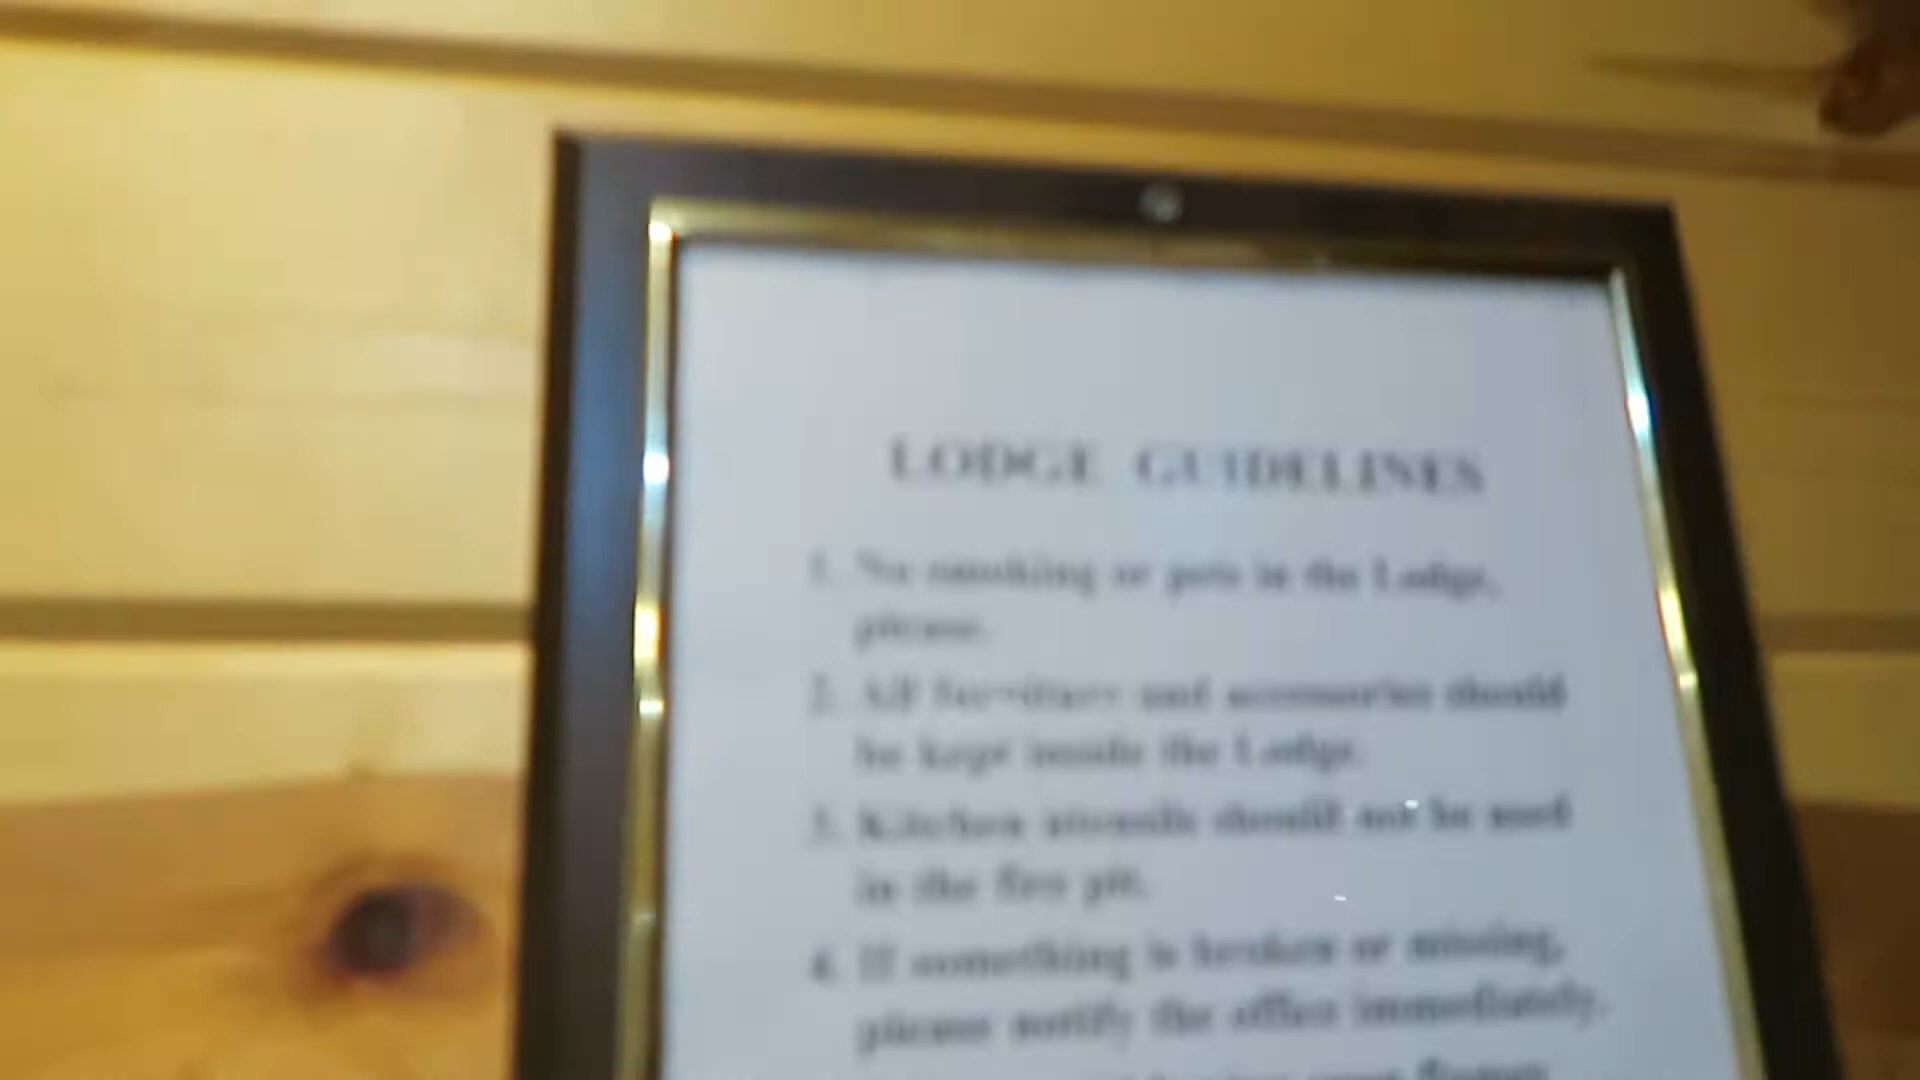 LODGE GUIDELINES
1. No smoking or pets in the Lodge,
please.
2. All furniture and accessories should
be kept inside the Lodge.
3. Kitchen utensils should not be used
in the fire pit.
4. If something is broken or missing,
please notify the office immediately.
open flames